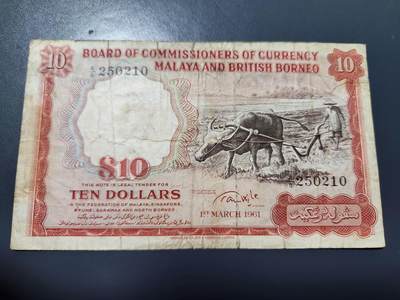 10
BOARD OF COMMISSIONERS OF CURRENCY
MALAYA AND BRITISH BORNEO
10
250210
$10
THIS NOTE IS LEGAL TENDER FOR
TEN DOLLARS
IN THE FEDERATION OF MALAYA, SINGAPORE,
BRUNEI, SARAWAK AND NORTH BORNEO
250210
1ST MARCH 1961